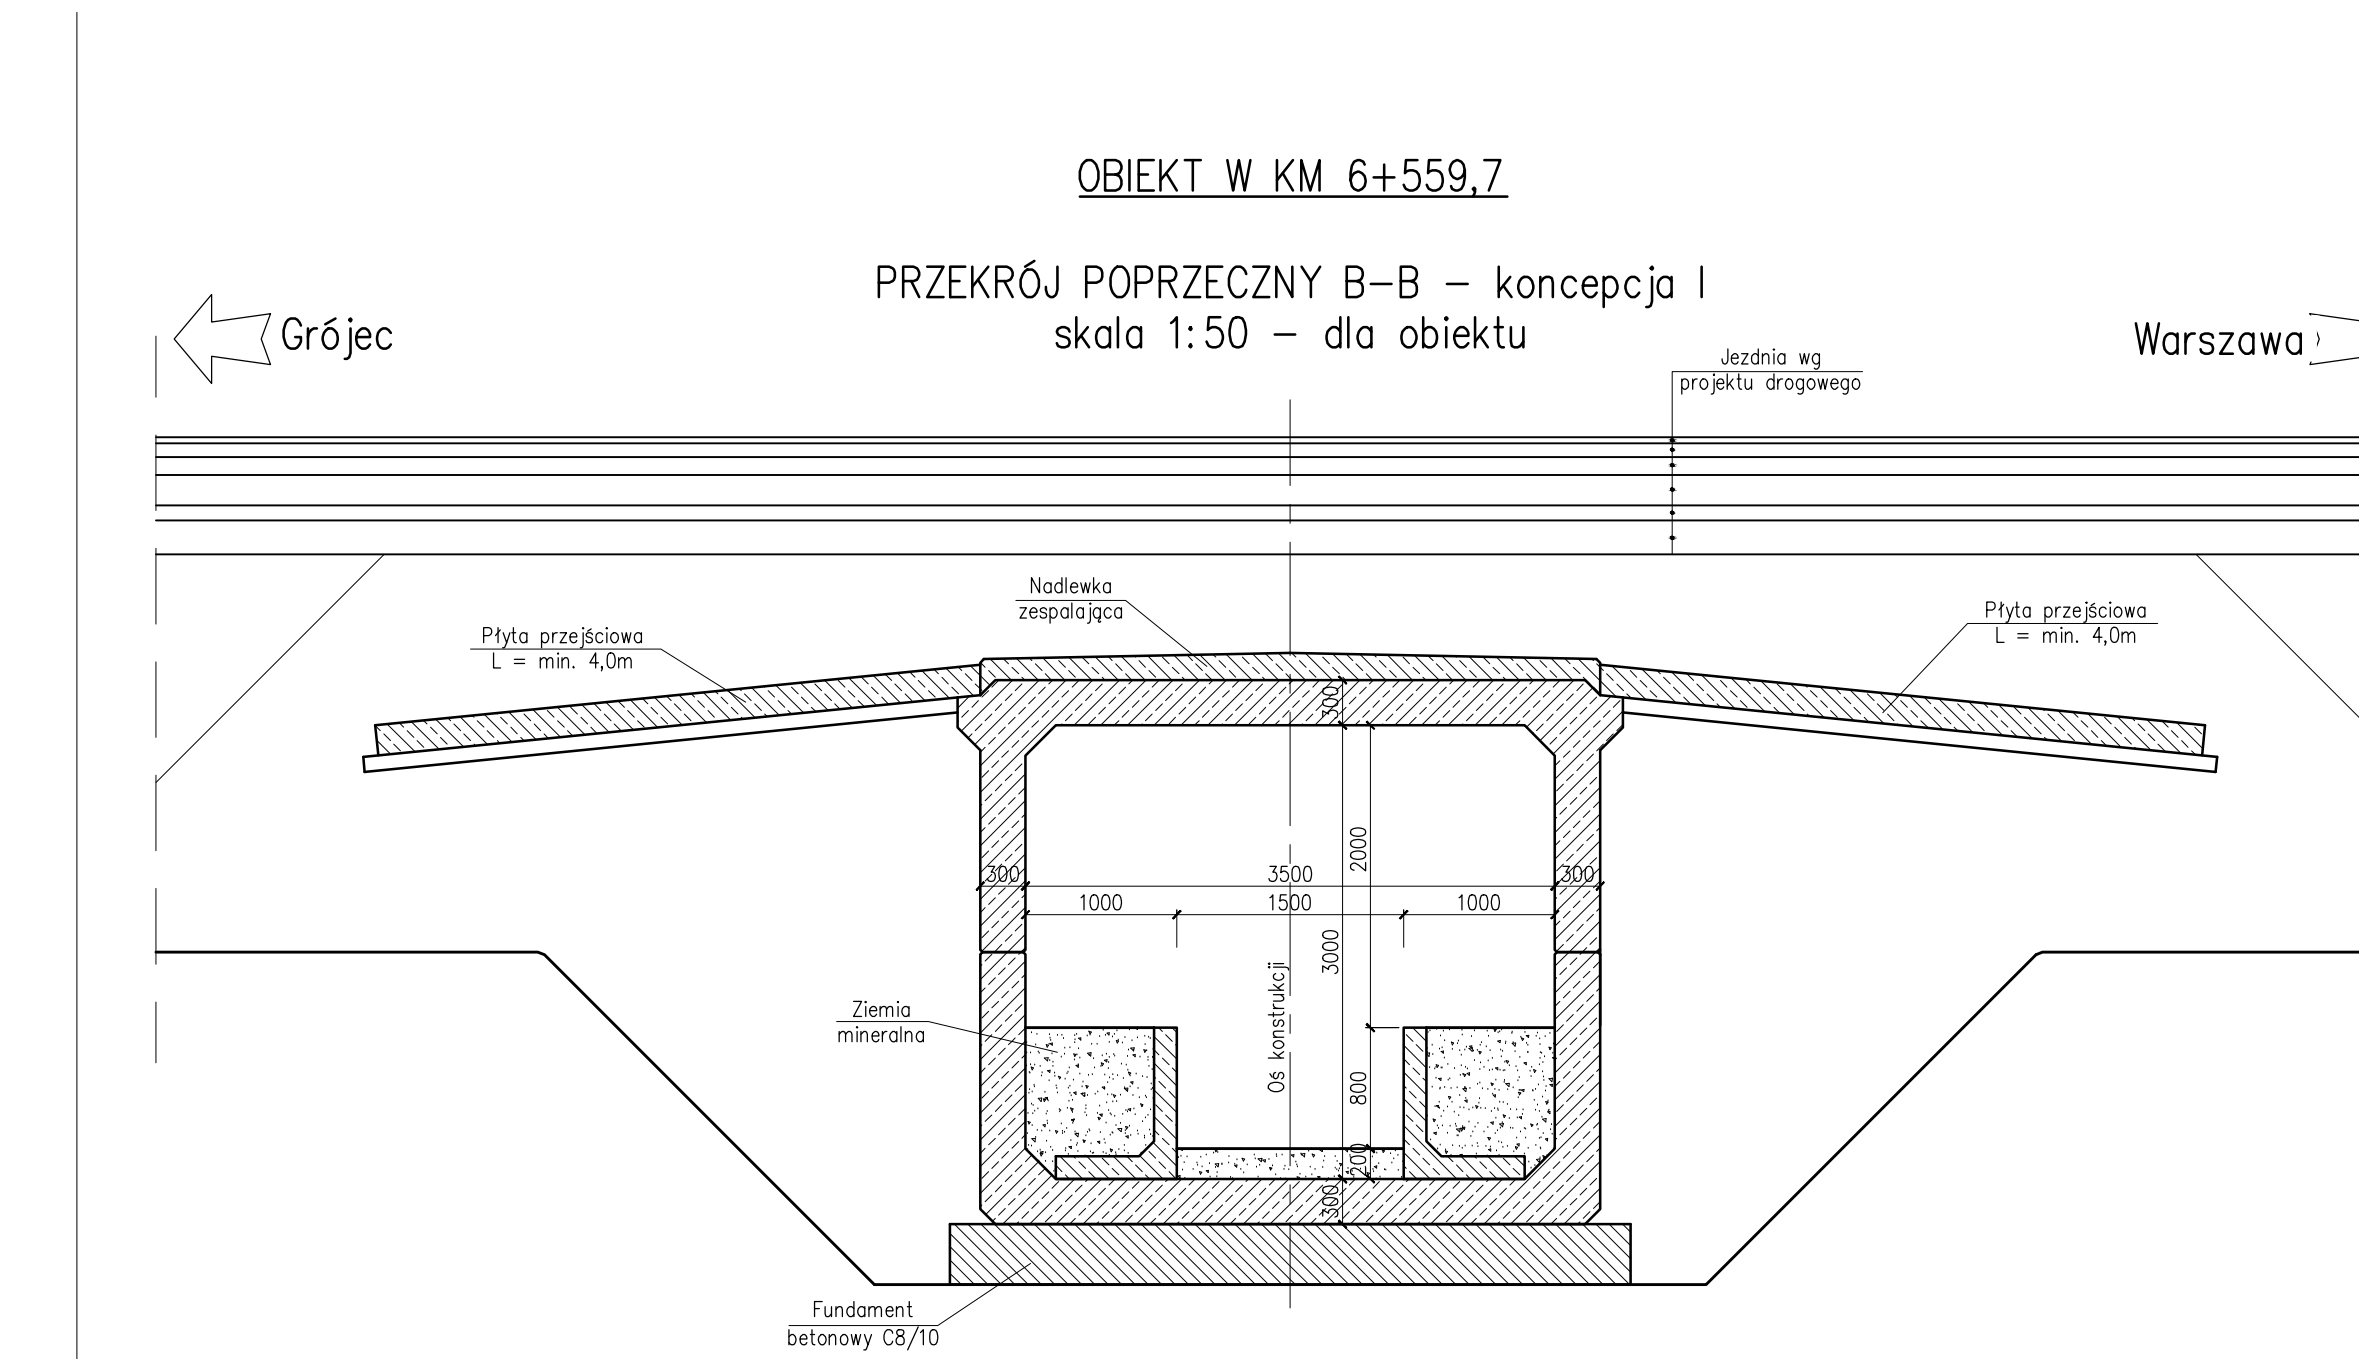 OBIEKT W KM 6+559,7
PRZEKRÓJ POPRZECZNY B-B - koncepcja I
skala 1:50 - dla obiektu
Grójec
Warszawa
Jezdnia wg
projektu drogowego
Nadlewka
zespalająca
Płyta przejściowa
L = min. 4,0m
Płyta przejściowa
L = min. 4,0m
300
2000
300
3500
300
1000
1500
1000
3000
Oś konstrukcji
Ziemia
mineralna
800
200
300
Fundament
betonowy C8/10